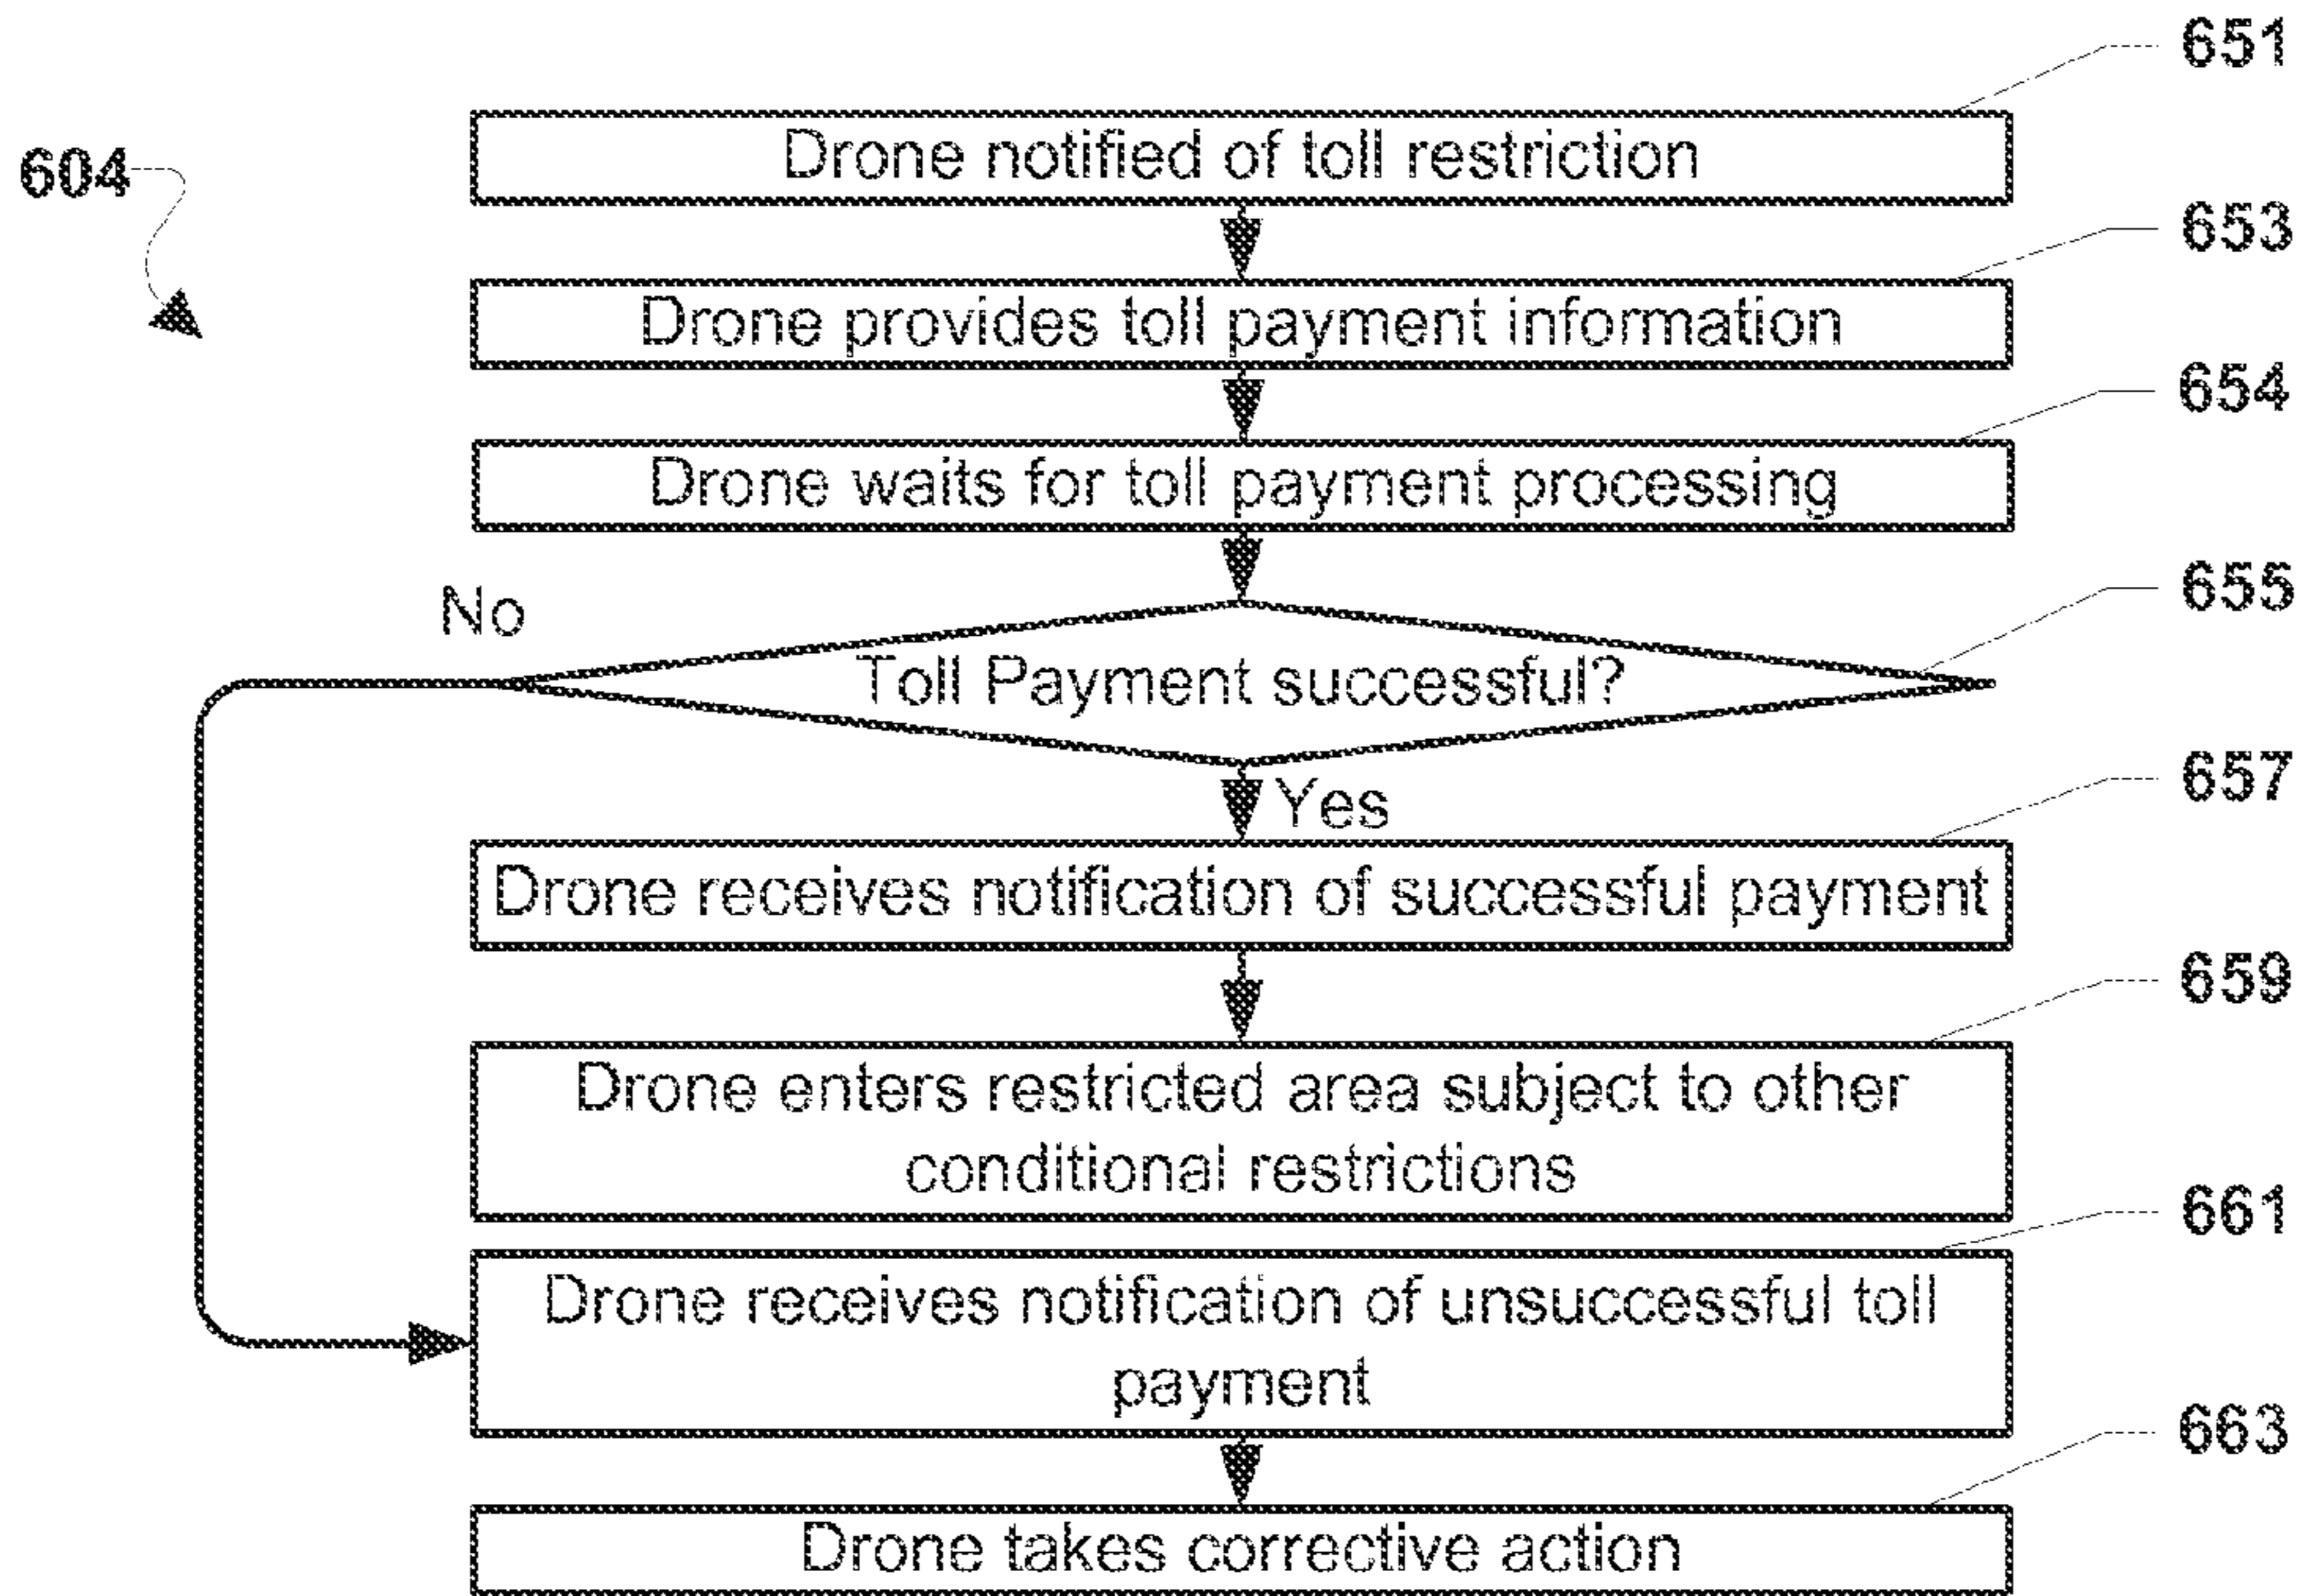 651
Drone notified of toll restriction
604
653
Drone provides toll payment information
654
Drone waits for toll payment processing
655
No
Toll Payment successful?
657
Yes
Drone receives notification of successful payment
659
Drone enters restricted area subject to other
conditional restrictions
661
Drone receives notification of unsuccessful toll
payment
663
Drone takes corrective action